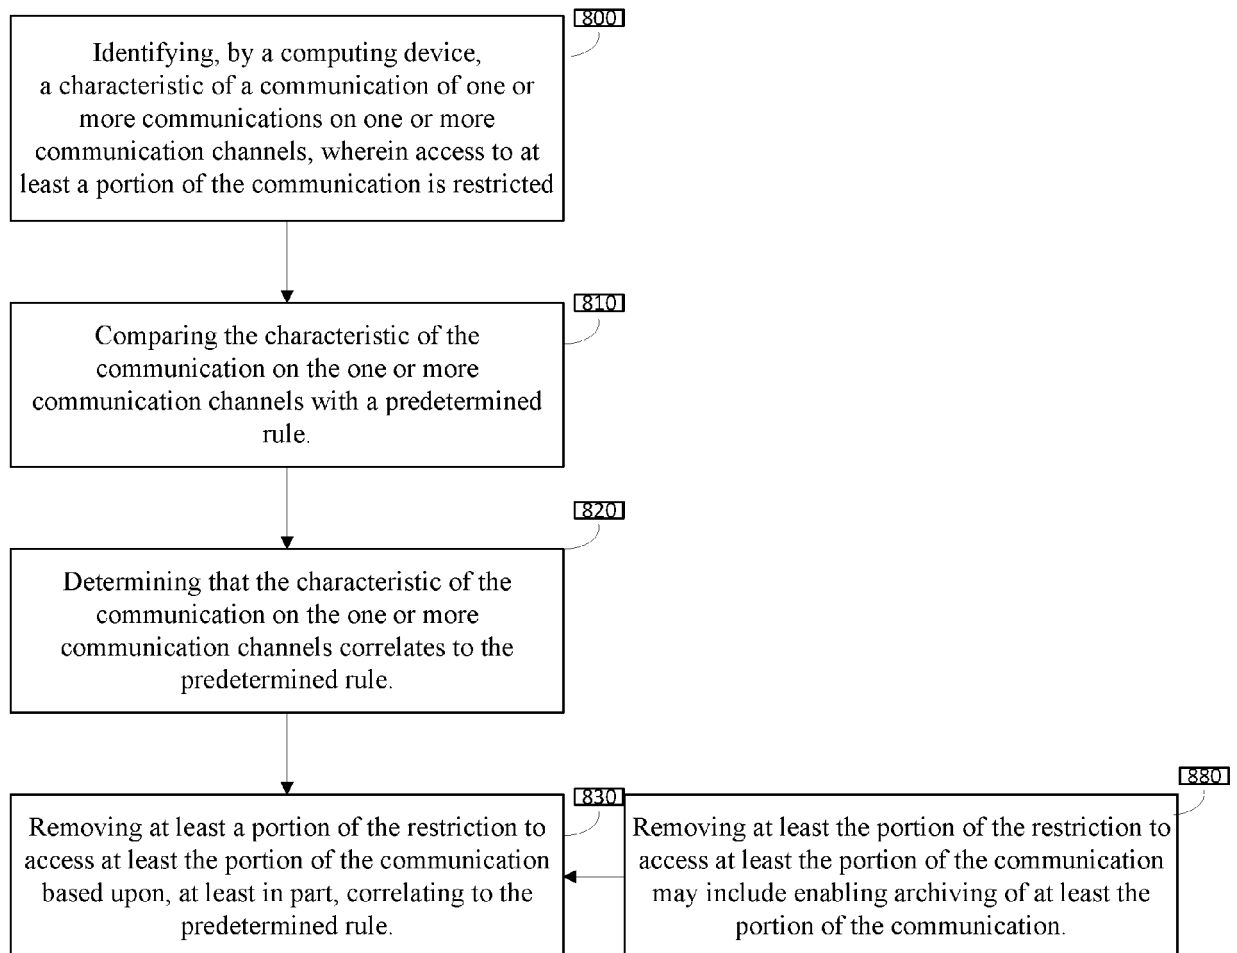 800
Identifying, by a computing device,
a characteristic of a communication of one or
more communications on one or more
communication channels, wherein access to at
least a portion of the communication is restricted
810
Comparing the characteristic of the
communication on the one or more
communication channels with a predetermined
rule.
820
Determining that the characteristic of the
communication on the one or more
communication channels correlates to the
predetermined rule.
830
Removing at least a portion of the restriction to
access at least the portion of the communication
based upon, at least in part, correlating to the
predetermined rule.
880
Removing at least the portion of the restriction to
access at least the portion of the communication
may include enabling archiving of at least the
portion of the communication.